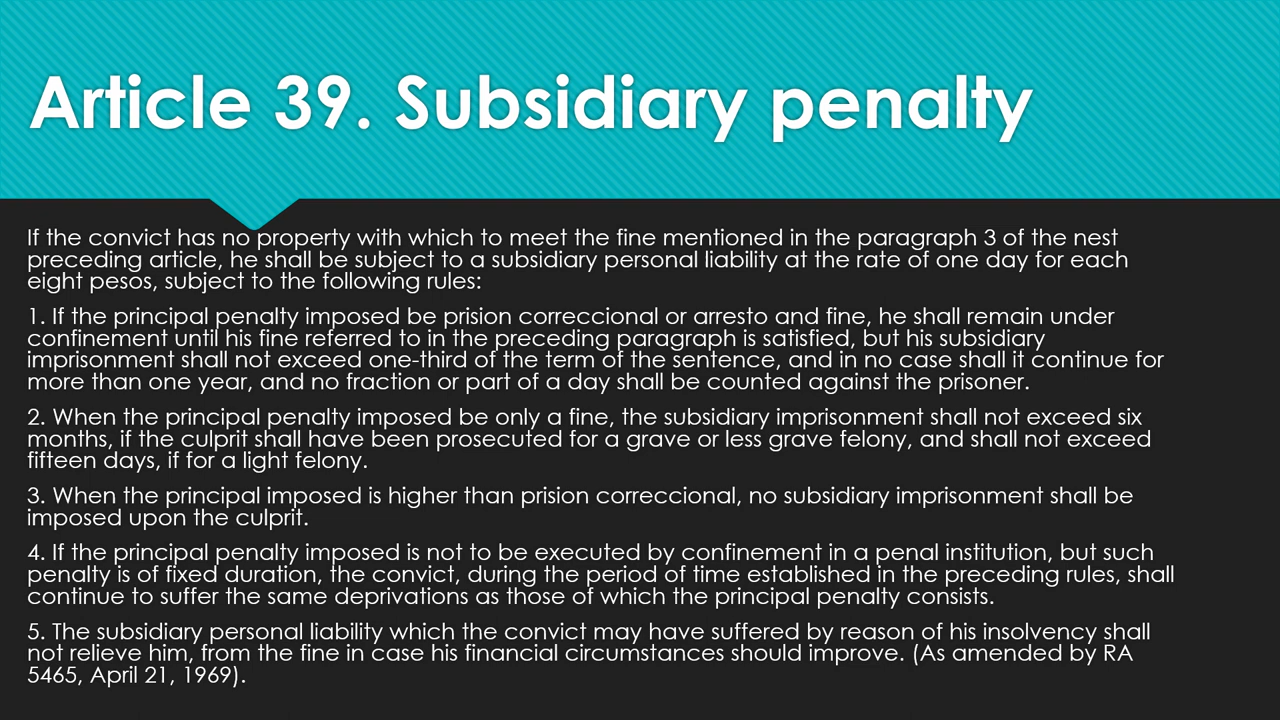 Article 39. Subsidiary penalty
If the convict has no property with which to meet the fine mentioned in the paragraph 3 of the nest
preceding article, he shall be subject to a subsidiary personal liability at the rate of one day for each
eight pesos, subject to the following rules:
1. If the principal penalty imposed be prision correccional or arresto and fine, he shall remain under
confinement until his fine referred to in the preceding paragraph is satisfied, but his subsidiary
imprisonment shall not exceed one-third of the term of the sentence, and in no case shall it continue for
more than one year, and no fraction or part of a day shall be counted against the prisoner.
2. When the principal penalty imposed be only a fine, the subsidiary imprisonment shall not exceed six
months, if the culprit shall have been prosecuted for a grave or less grave felony, and shall not exceed
fifteen days, if for a light felony.
3. When the principal imposed is higher than prision correccional, no subsidiary imprisonment shall be
imposed upon the culprit.
4. If the principal penalty imposed is not to be executed by confinement in a penal institution, but such
penalty is of fixed duration, the convict, during the period of time established in the preceding rules, shall
continue to suffer the same deprivations as those of which the principal penalty consists.
5. The subsidiary personal liability which the convict may have suffered by reason of his insolvency shall
not relieve him, from the fine in case his financial circumstances should improve. (As amended by RA
5465, April 21, 1969).